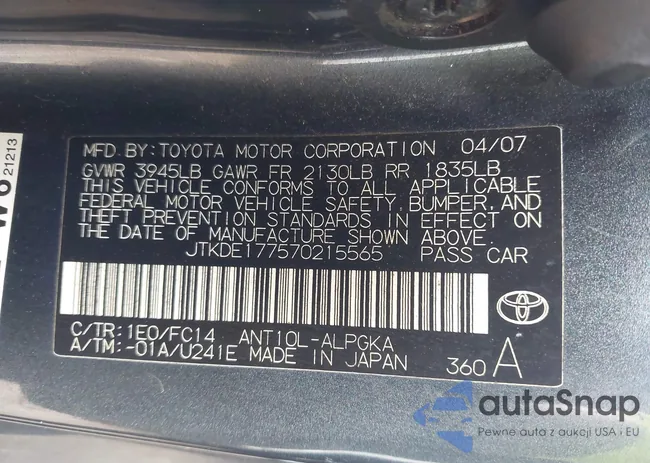 MFD. BY: TOYOTA MOTOR CORPORATION 04/07
GVWR 3945LB GAWR FR 2130LB RR 1835LB
THIS VEHICLE CONFORMS TO ALL APPLICABLE
FEDERAL MOTOR VEHICLE SAFETY, BUMPER, AND
THEFT PREVENTION STANDARDS IN EFFECT ON
THE DATE OF MANUFACTURE SHOWN ABOVE.
JTKDE177570215565 PASS CAR
C/TR: 1E0/FC14 ANT10L-ALPGKA
A/TM: -01A/U241E MADE IN JAPAN 360 A
21213
autoSnap
Pewne auta z aukcji USA i EU